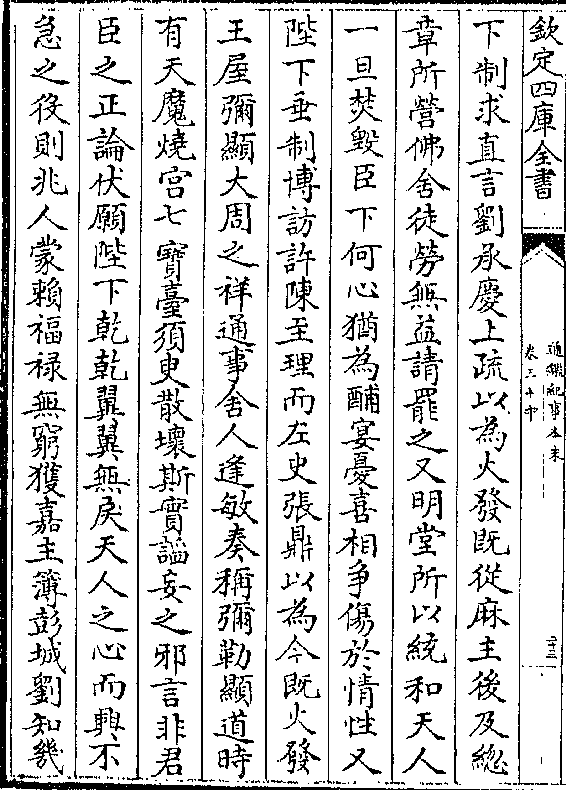 欽定四庫全書
通鑑紀事本末
卷三十中
二十三
下制求直言劉承慶上疏以為火發既從麻主後及緫
章所營佛舍徒勞無益請罷之又明堂所以統和天人
一旦焚毀臣下何心猶為酺宴憂喜相争傷於情性又
陛下垂制博訪許陳至理而左史張鼎以為今既火發
王屋彌顯大周之祥通事舍人逢敏奏稱彌勒顯道時
有天魔燒宫七寶臺須臾散壞斯實謟妄之邪言非君
臣之正論伏願陛下乾乾翼翼無戾天人之心而興不
急之役則兆人蒙賴福禄無窮獲嘉主簿彭城劉知幾